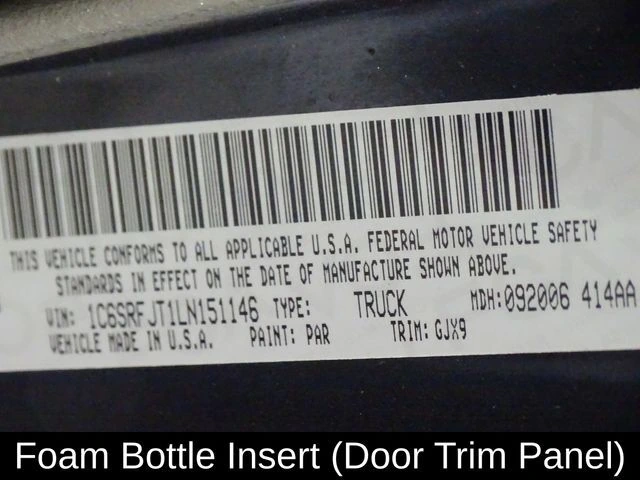 THIS VEHICLE CONFORMS TO ALL APPLICABLE U.S.A. FEDERAL MOTOR VEHICLE SAFETY
STANDARDS IN EFFECT ON THE DATE OF MANUFACTURE SHOWN ABOVE.
VIN: 1C6SRFJT1LN151146 TYPE: TRUCK MDH:092006 414AA
VEHICLE MADE IN U.S.A. PAINT: PAR TRIM: GJX9
Foam Bottle Insert (Door Trim Panel)